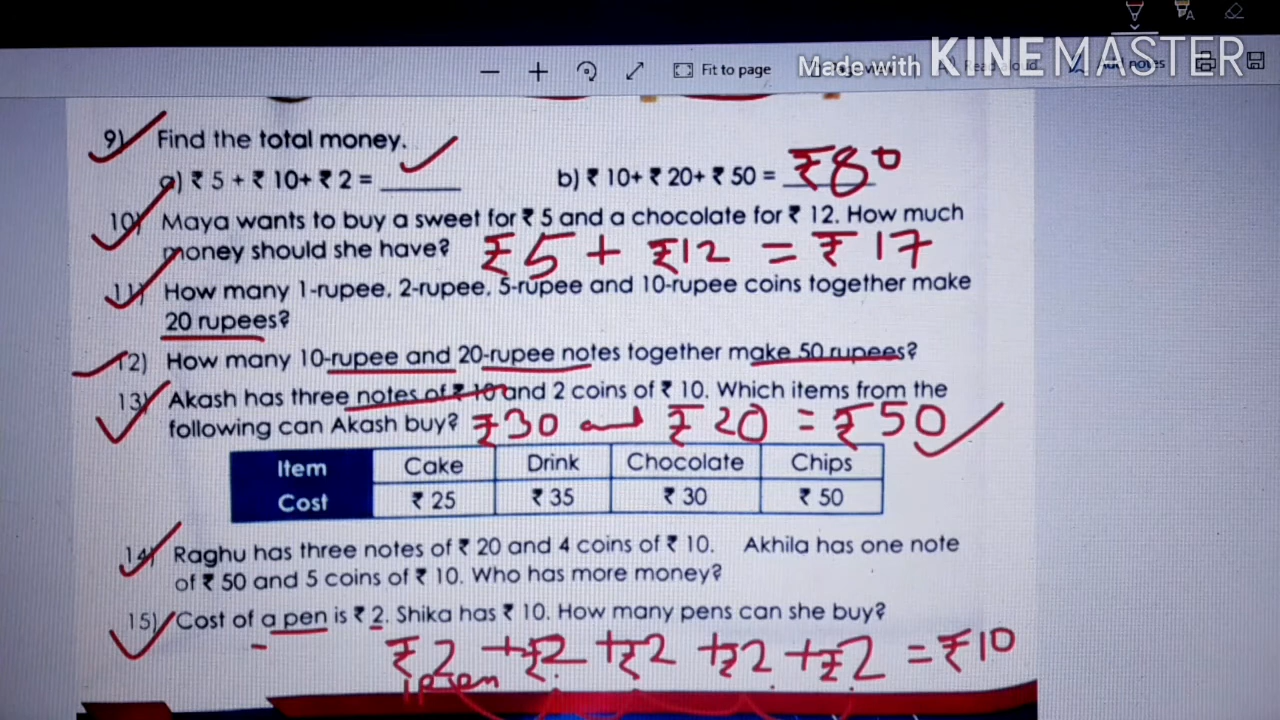 Fit to page
Made with KINEMASTER
9) Find the total money.
a) ₹ 5 + ₹ 10+ ₹ 2 = ______ b) ₹ 10+ ₹ 20+ ₹ 50 = ₹80
10) Maya wants to buy a sweet for ₹ 5 and a chocolate for ₹ 12. How much
money should she have? ₹5 + ₹12 = ₹17
11) How many 1-rupee, 2-rupee, 5-rupee and 10-rupee coins together make
20 rupees?
12) How many 10-rupee and 20-rupee notes together make 50 rupees?
13) Akash has three notes of ₹ 10 and 2 coins of ₹ 10. Which items from the
following can Akash buy? ₹30 and ₹20 = ₹50
Item Cake Drink Chocolate Chips
Cost ₹ 25 ₹ 35 ₹ 30 ₹ 50
14) Raghu has three notes of ₹ 20 and 4 coins of ₹ 10. Akhila has one note
of ₹ 50 and 5 coins of ₹ 10. Who has more money?
15) Cost of a pen is ₹ 2. Shika has ₹ 10. How many pens can she buy?
₹2 + ₹2 + ₹2 + ₹2 + ₹2 = ₹10
1pen